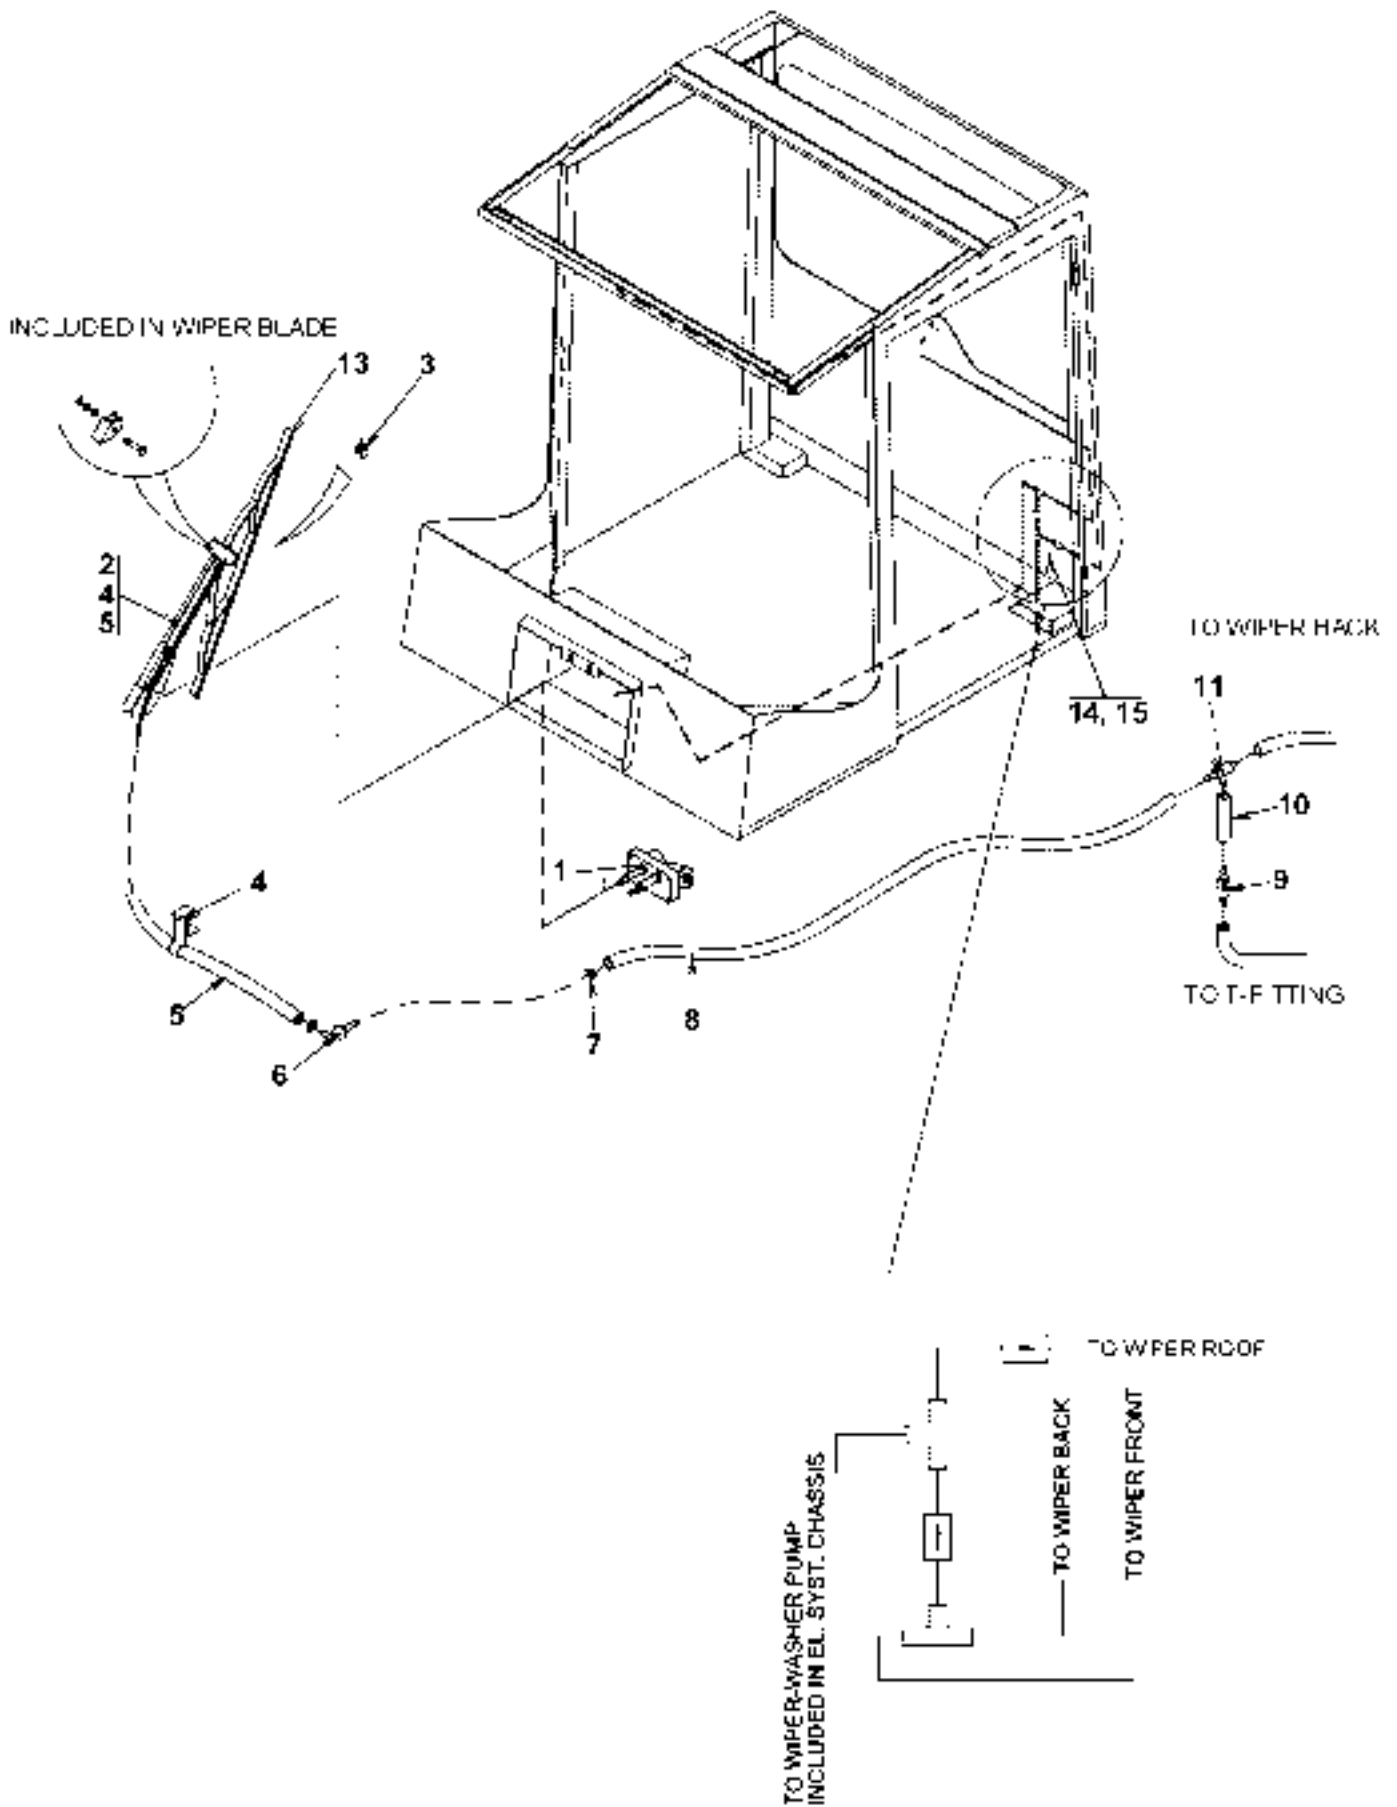 INCLUDED IN WIPER BLADE
13
3
2
4
5
TO WIPER BACK
11
14, 15
10
1
9
4
TO T-FITTING
5
8
7
6
TO WIPER ROOF
TO WIPER-WASHER PUMP
INCLUDED IN EL. SYST. CHASSIS
TO WIPER BACK
TO WIPER FRONT